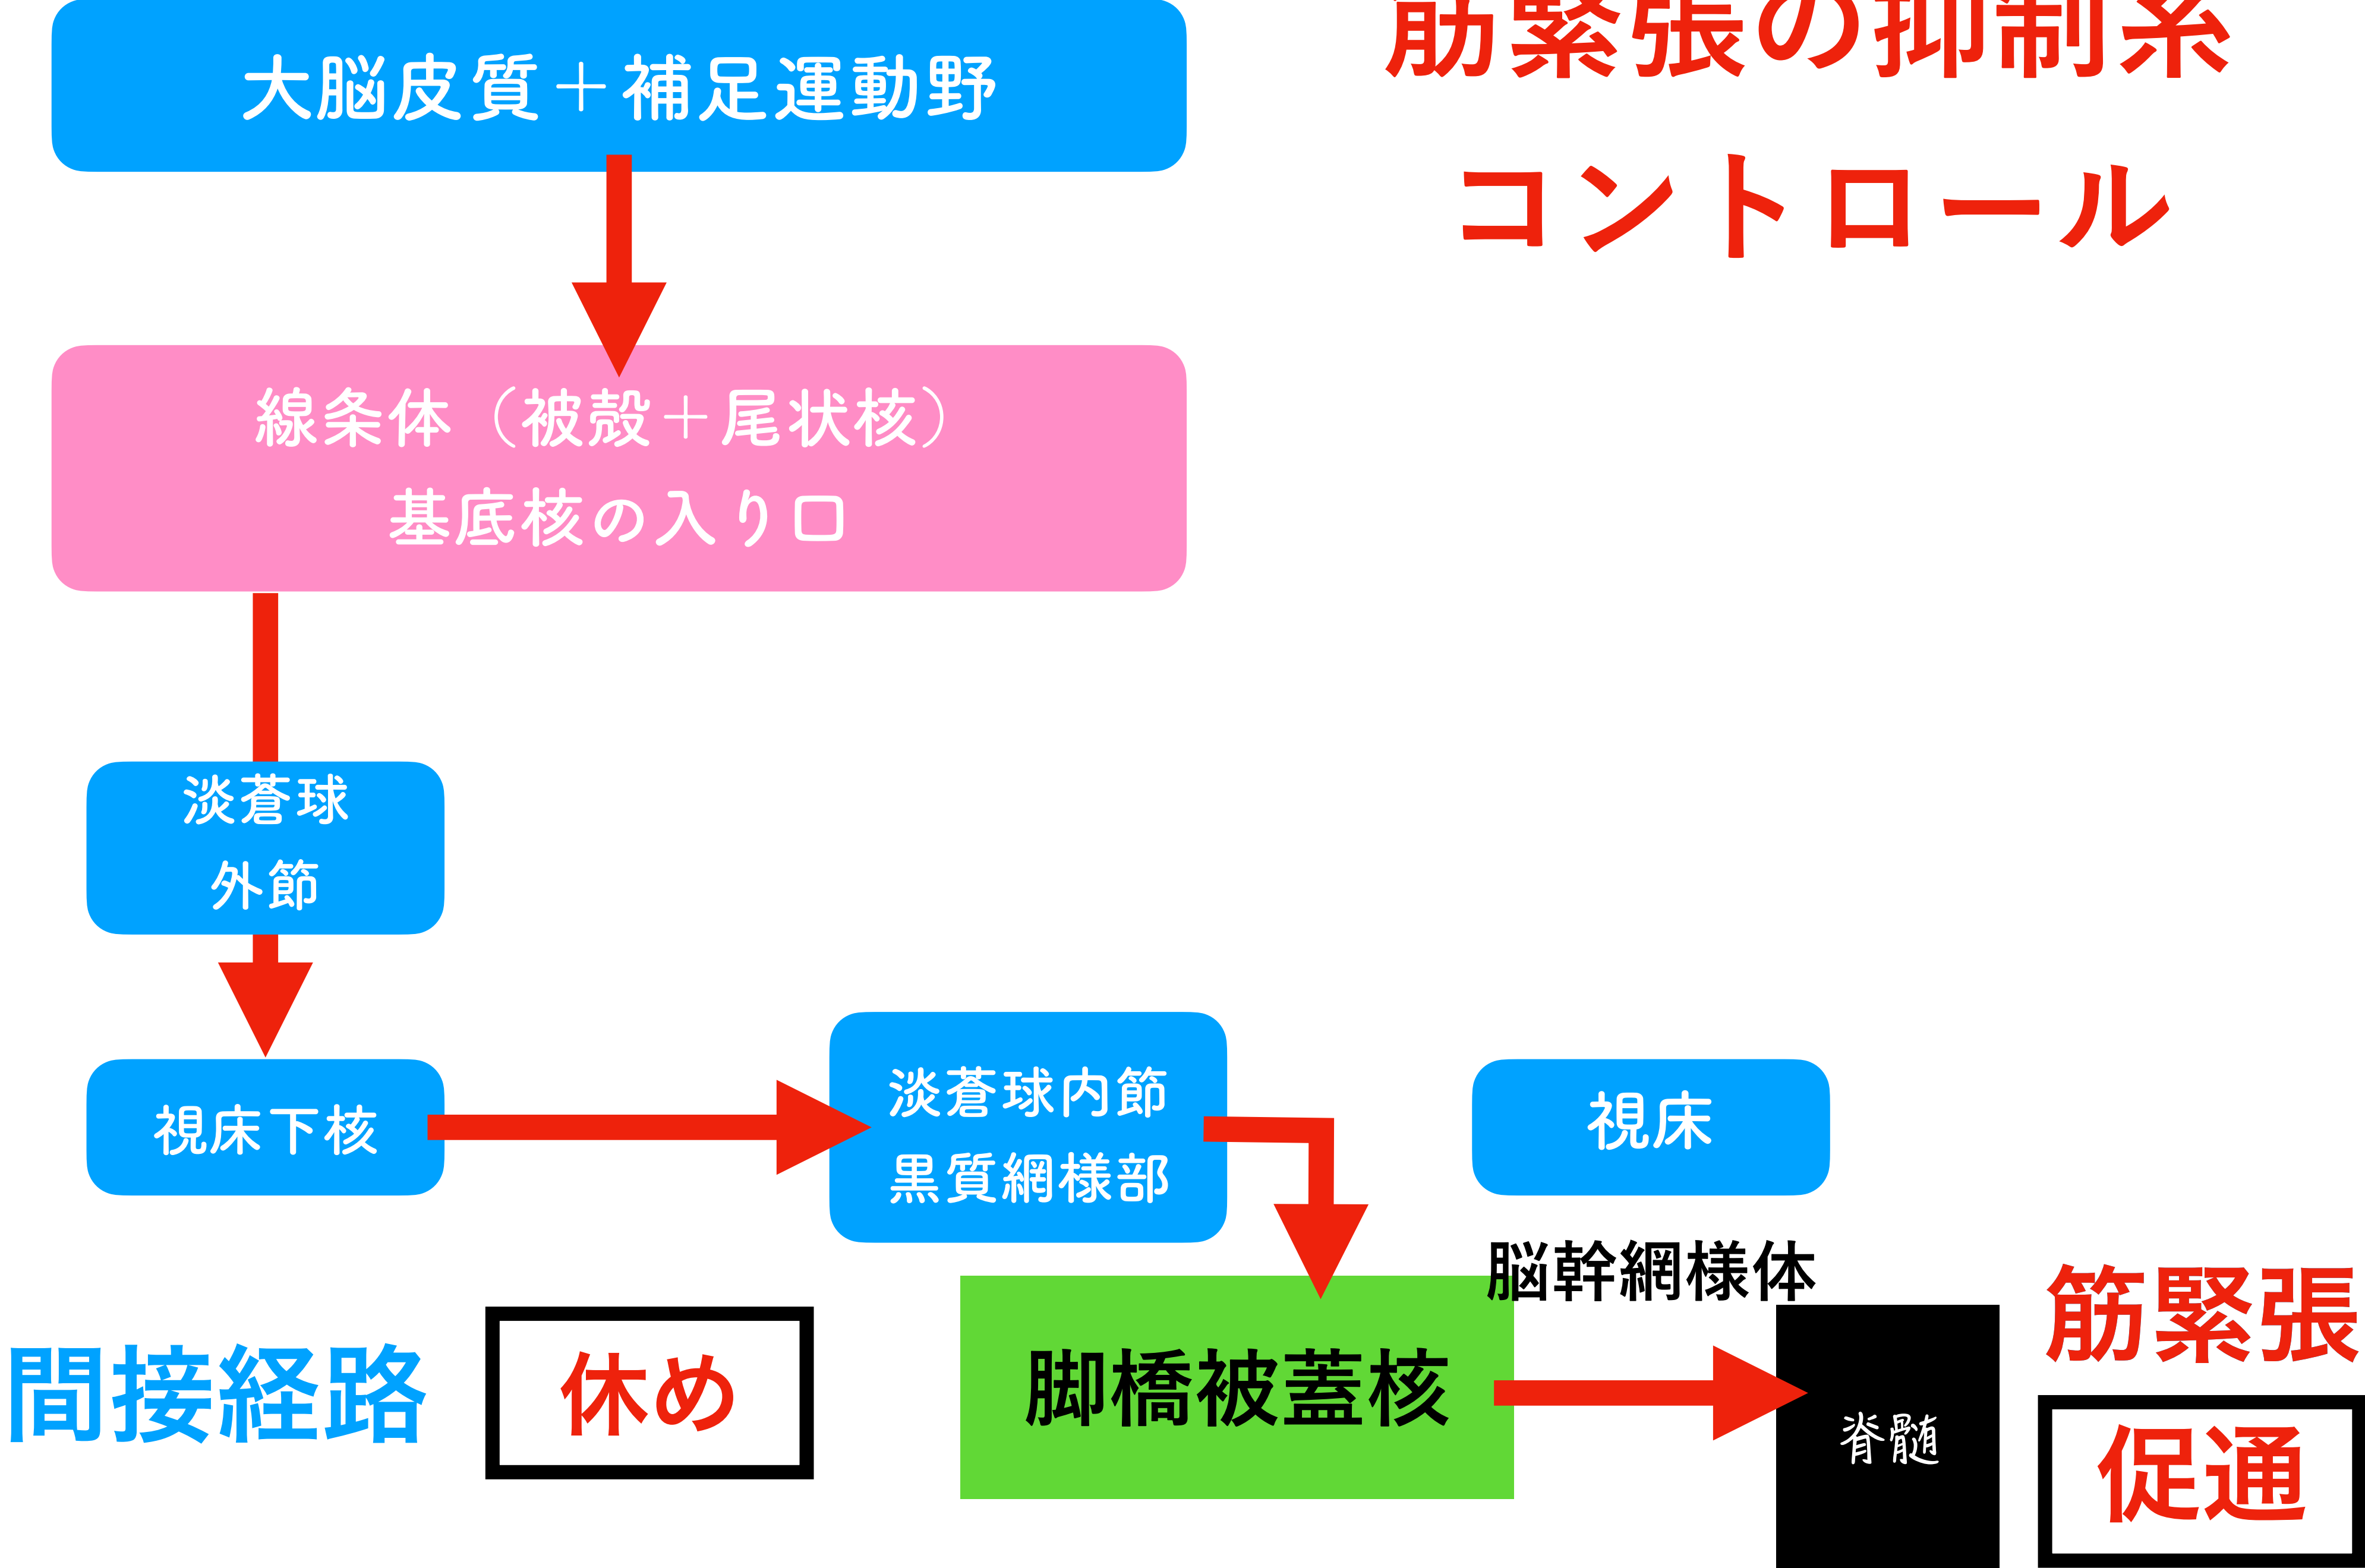 筋緊張の抑制系
コントロール
大脳皮質＋補足運動野
線条体（被殻＋尾状核）
基底核の入り口
淡蒼球
外節
視床下核
淡蒼球内節
黒質網様部
視床
脳幹網様体
脚橋被蓋核
脊髄
間接経路
休め
筋緊張
促通